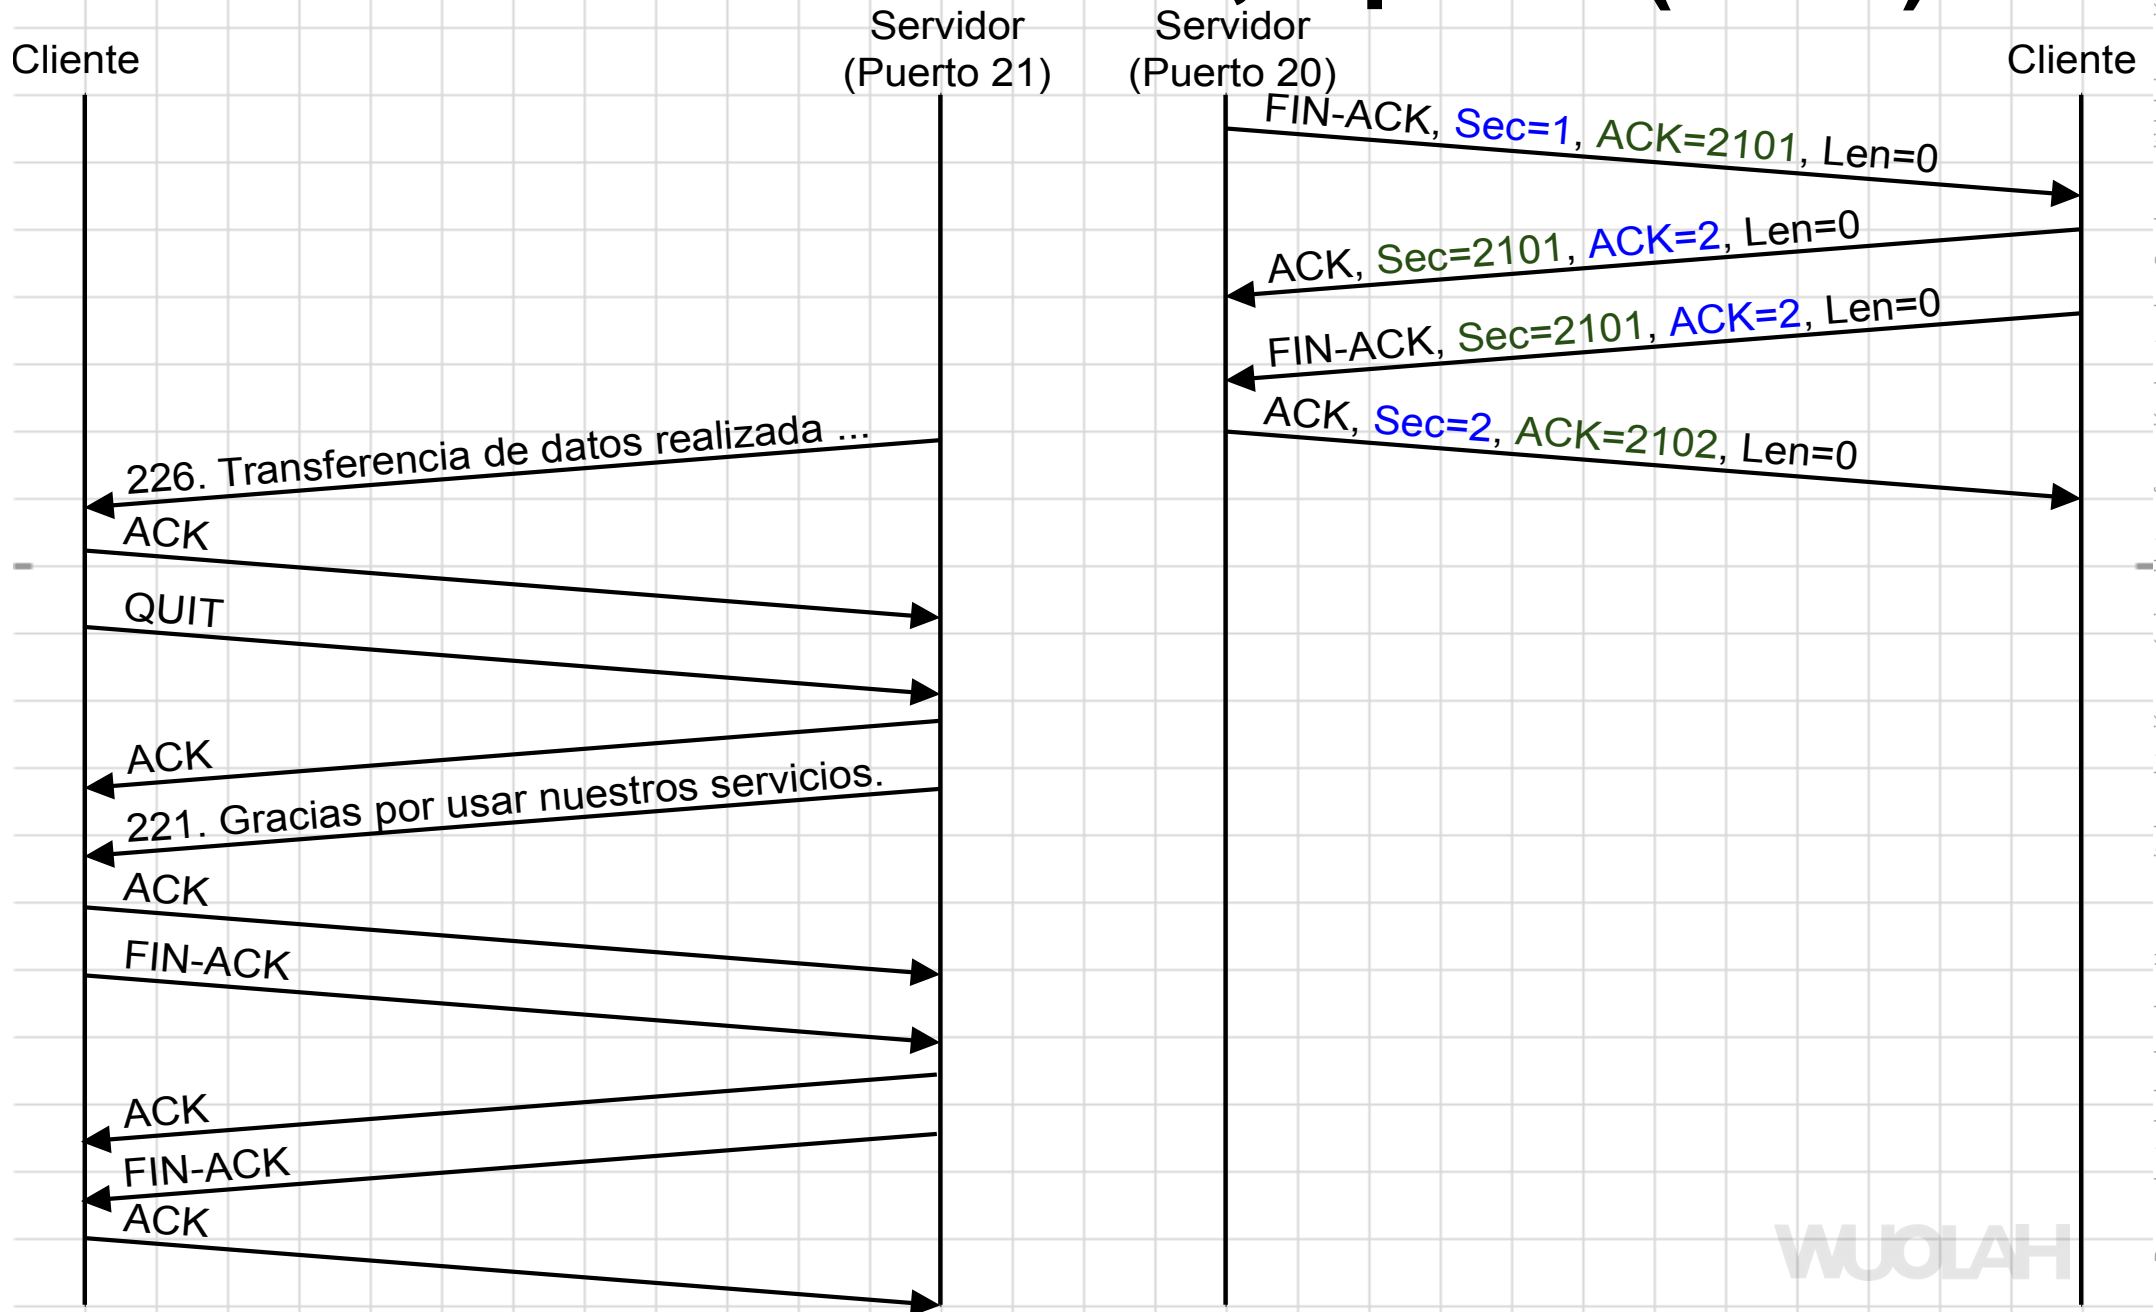 Cliente
Servidor
(Puerto 21)
Servidor
(Puerto 20)
Cliente
FIN-ACK, Sec=1, ACK=2101, Len=0
ACK, Sec=2101, ACK=2, Len=0
FIN-ACK, Sec=2101, ACK=2, Len=0
ACK, Sec=2, ACK=2102, Len=0
226. Transferencia de datos realizada ...
ACK
QUIT
ACK
221. Gracias por usar nuestros servicios.
ACK
FIN-ACK
ACK
FIN-ACK
ACK
WUOLAH